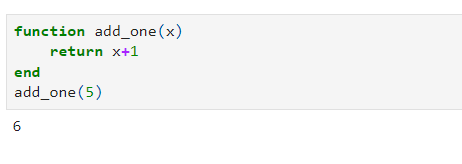 function add_one(x)
    return x+1
end
add_one(5)
6